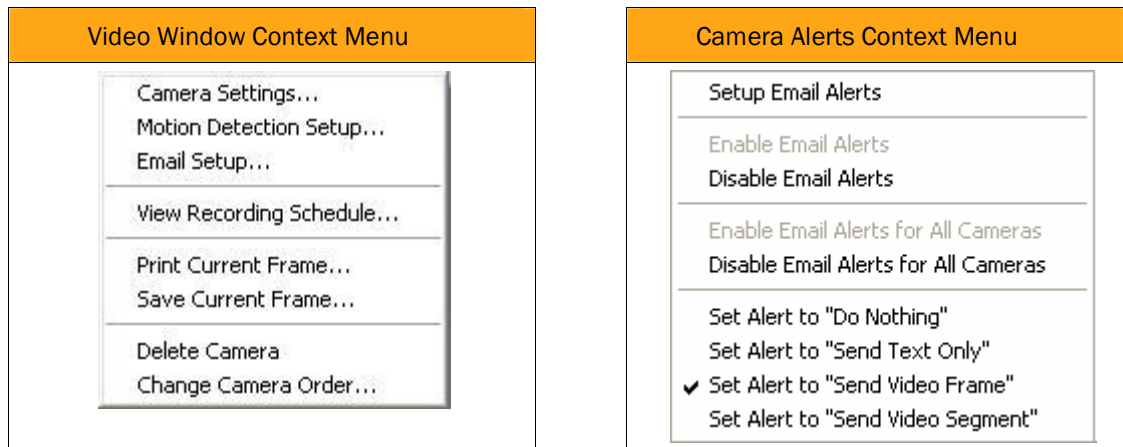 Video Window Context Menu
Camera Settings...
Motion Detection Setup...
Email Setup...
View Recording Schedule...
Print Current Frame...
Save Current Frame...
Delete Camera
Change Camera Order...
Camera Alerts Context Menu
Setup Email Alerts
Enable Email Alerts
Disable Email Alerts
Enable Email Alerts for All Cameras
Disable Email Alerts for All Cameras
Set Alert to "Do Nothing"
Set Alert to "Send Text Only"
Set Alert to "Send Video Frame"
Set Alert to "Send Video Segment"